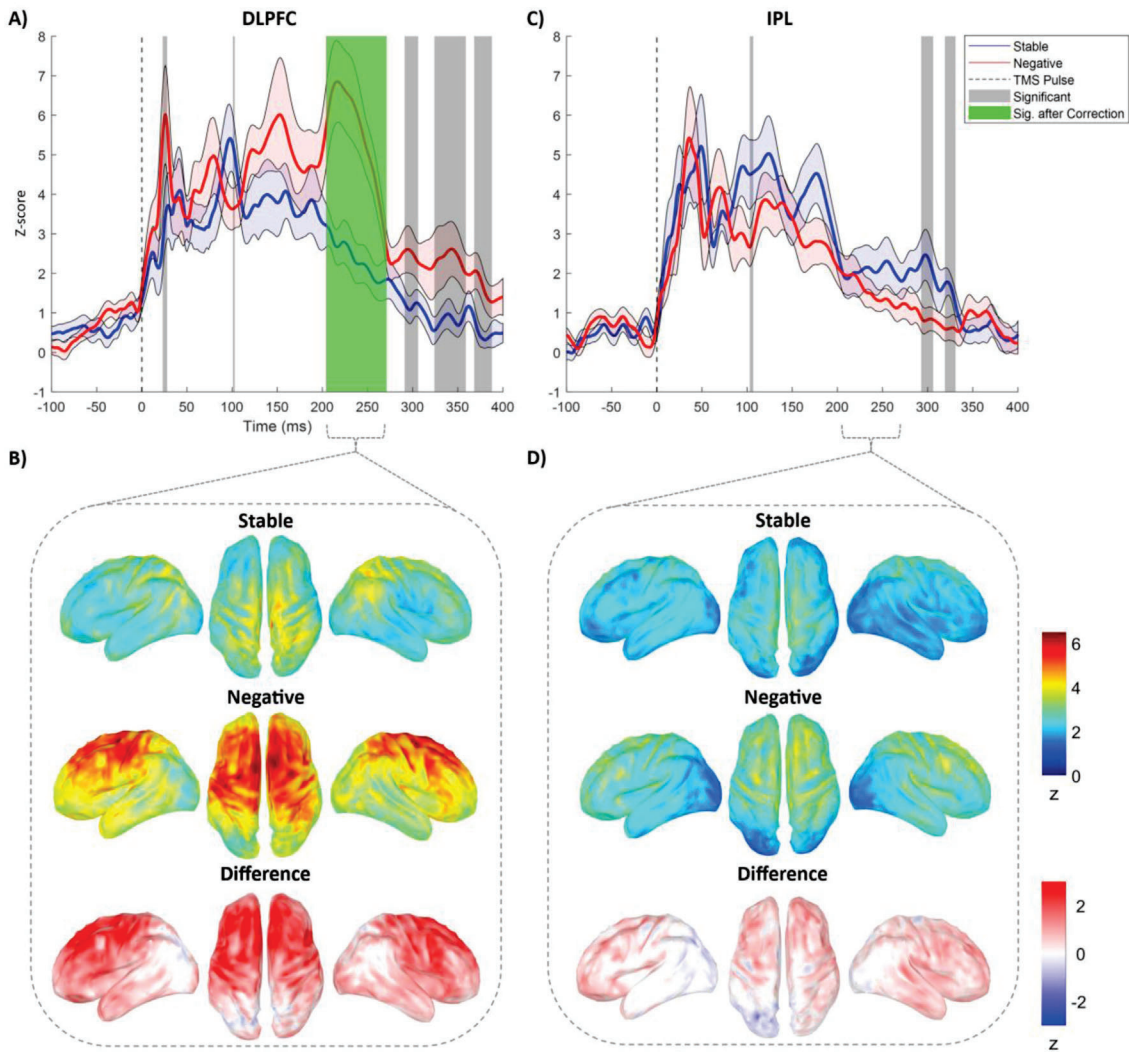 A)
DLPFC
8
7
6
5
4
3
2
1
0
-1
Z-score
-100
-50
0
50
100
150
200
250
300
350
400
Time (ms)
C)
IPL
8
7
6
5
4
3
2
1
0
-1
-100
-50
0
50
100
150
200
250
300
350
400
Stable
Negative
TMS Pulse
Significant
Sig. after Correction
B)
Stable
Negative
Difference
D)
Stable
Negative
Difference
6
4
2
0
z
2
0
-2
z